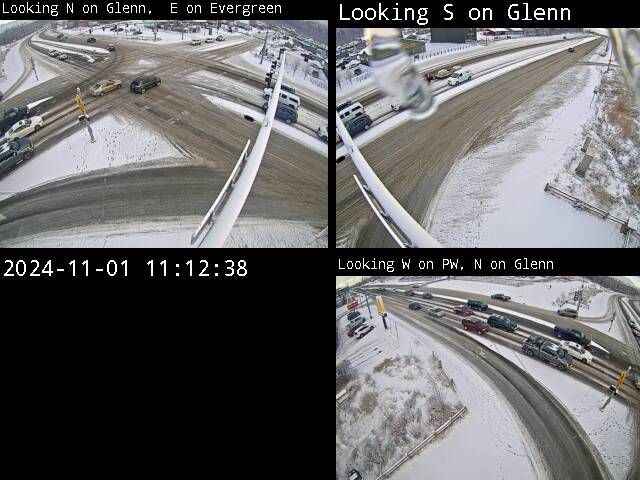 Looking N on Glenn, E on Evergreen
Looking S on Glenn
2024-11-01 11:12:38
Looking W on PW, N on Glenn